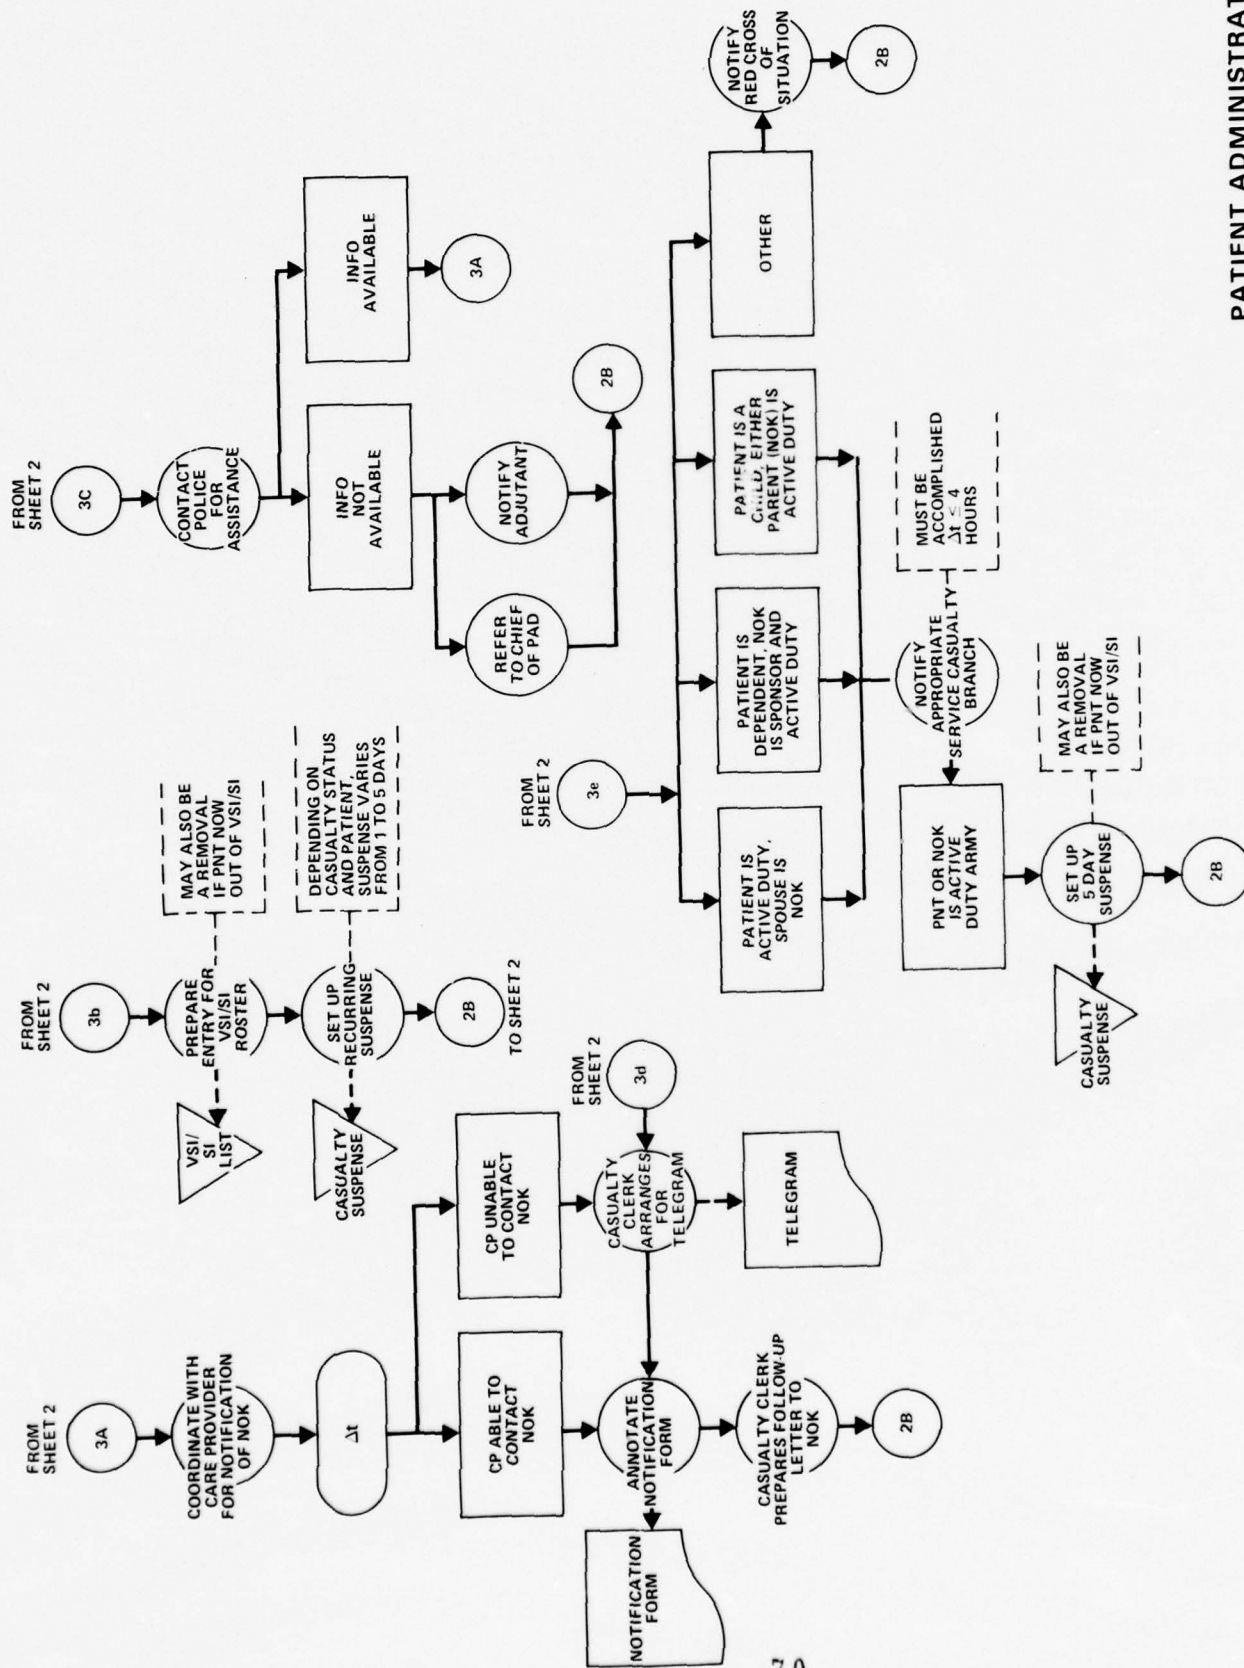 FROM
SHEET 2
3A
COORDINATE WITH
CARE PROVIDER
FOR NOTIFICATION
OF NOK
Δt
CP ABLE TO
CONTACT
NOK
CP UNABLE
TO CONTACT
NOK
NOTIFICATION
FORM
ANNOTATE
NOTIFICATION
FORM
CASUALTY
CLERK
ARRANGES
FOR
TELEGRAM
FROM
SHEET 2
3d
TELEGRAM
CASUALTY CLERK
PREPARES FOLLOW-UP
LETTER TO
NOK
2B
FROM
SHEET 2
3b
PREPARE
ENTRY FOR
VSI/SI
ROSTER
MAY ALSO BE
A REMOVAL
IF PNT NOW
OUT OF VSI/SI
VSI/
SI
LIST
SET UP
RECURRING
SUSPENSE
DEPENDING ON
CASUALTY STATUS
AND PATIENT,
SUSPENSE VARIES
FROM 1 TO 5 DAYS
CASUALTY
SUSPENSE
2B
TO SHEET 2
FROM
SHEET 2
3C
CONTACT
POLICE
FOR
ASSISTANCE
INFO
NOT
AVAILABLE
INFO
AVAILABLE
3A
REFER
TO CHIEF
OF PAD
NOTIFY
ADJUTANT
2B
FROM
SHEET 2
3e
PATIENT IS
ACTIVE DUTY,
SPOUSE IS
NOK
PATIENT IS
DEPENDENT, NOK
IS SPONSOR AND
ACTIVE DUTY
PATIENT IS A
CHILD, EITHER
PARENT (NOK) IS
ACTIVE DUTY
OTHER
NOTIFY
RED CROSS
OF
SITUATION
2B
NOTIFY
APPROPRIATE
SERVICE CASUALTY
BRANCH
MUST BE
ACCOMPLISHED
Δt ≤ 4
HOURS
PNT OR NOK
IS ACTIVE
DUTY ARMY
SET UP
5 DAY
SUSPENSE
MAY ALSO BE
A REMOVAL
IF PNT NOW
OUT OF VSI/SI
CASUALTY
SUSPENSE
2B
PATIENT ADMINISTRAT